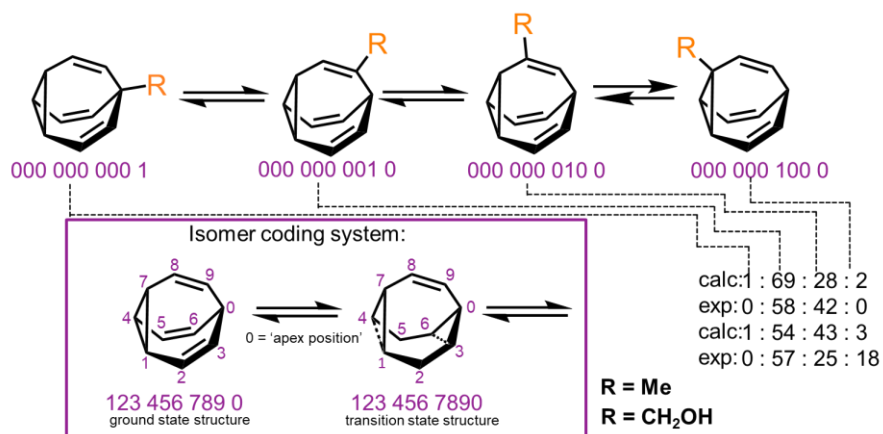 R
R
R
R
000 000 000 1
000 000 001 0
000 000 010 0
000 000 100 0
Isomer coding system:
8
9
7
0
6
5
4
3
1
2
123 456 789 0
ground state structure
0 = 'apex position'
8
9
7
0
6
5
4
3
1
2
123 456 7890
transition state structure
calc:1 : 69 : 28 : 2
exp: 0 : 58 : 42 : 0
calc:1 : 54 : 43 : 3
exp: 0 : 57 : 25 : 18
R = Me
R = CH₂OH